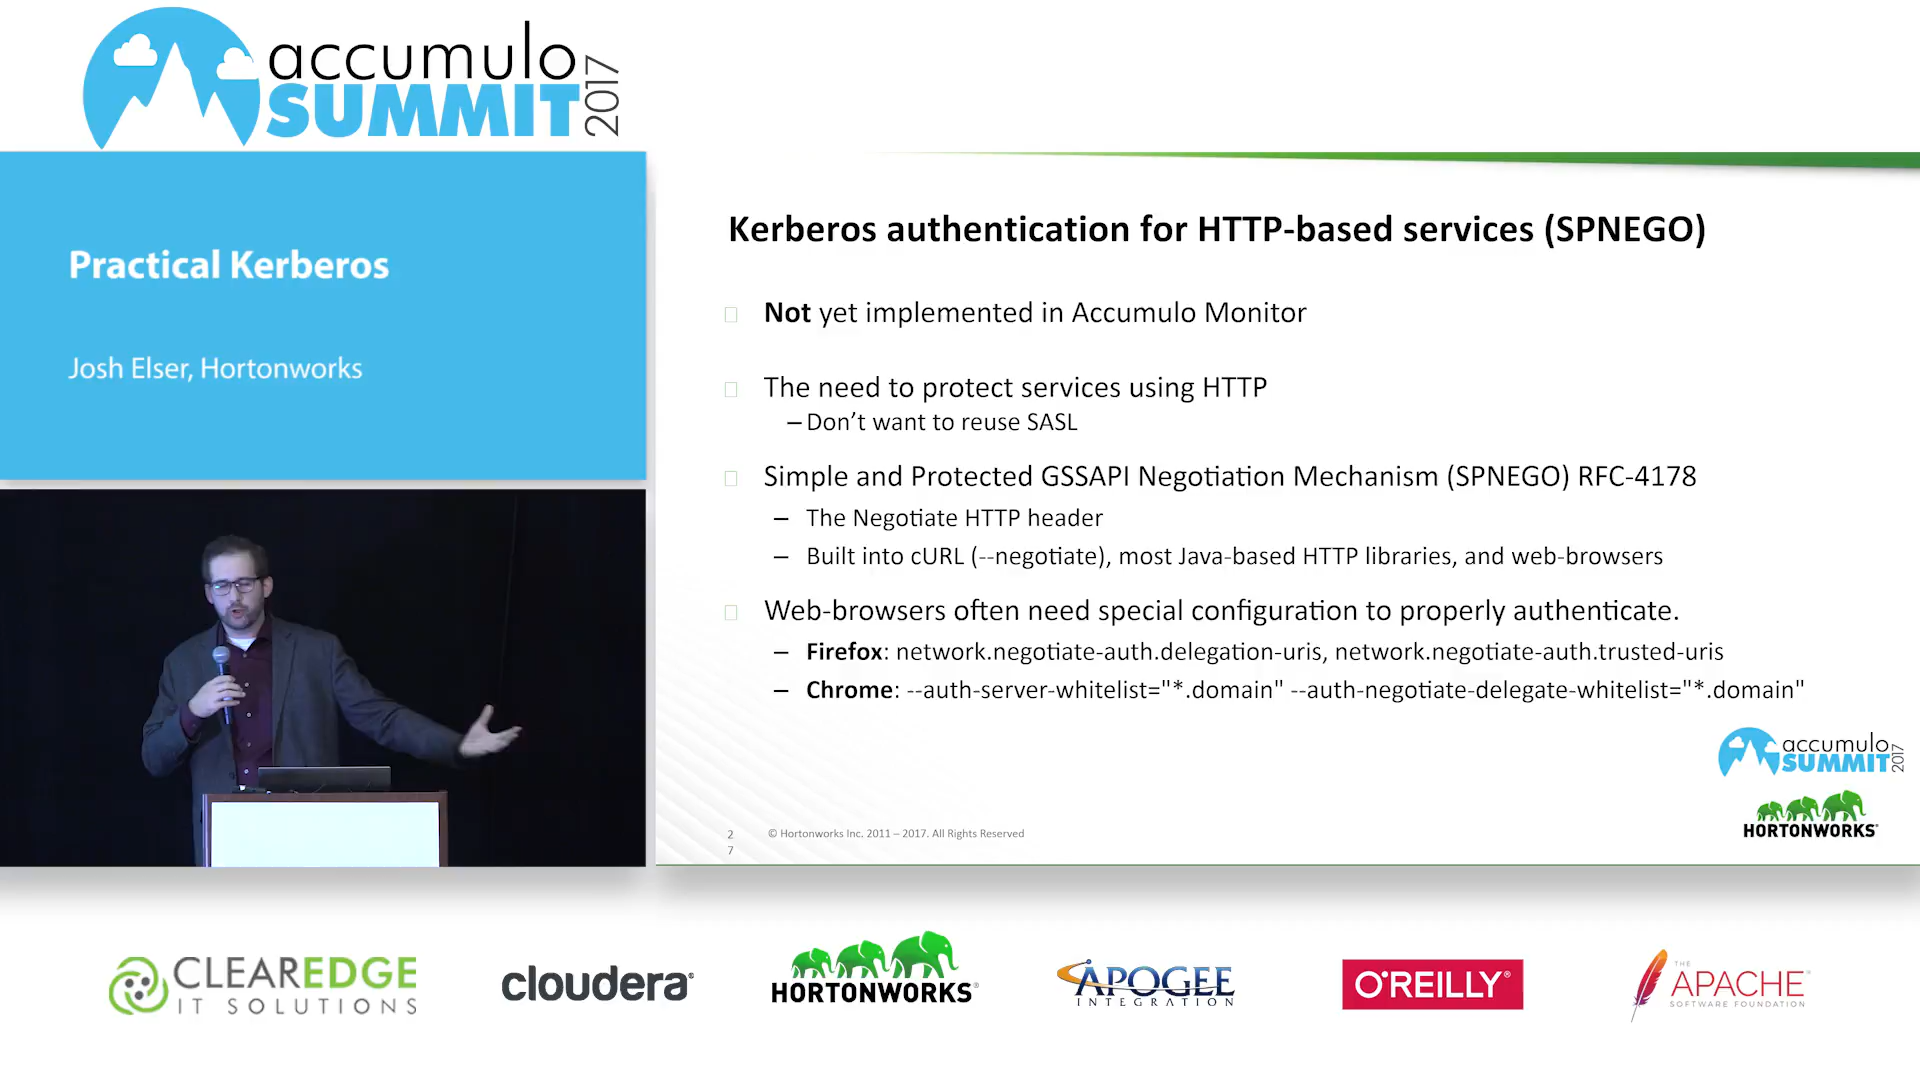 accumulo
SUMMIT
2017
Practical Kerberos
Josh Elser, Hortonworks
Kerberos authentication for HTTP-based services (SPNEGO)
Not yet implemented in Accumulo Monitor
The need to protect services using HTTP
– Don’t want to reuse SASL
Simple and Protected GSSAPI Negotiation Mechanism (SPNEGO) RFC-4178
– The Negotiate HTTP header
– Built into cURL (--negotiate), most Java-based HTTP libraries, and web-browsers
Web-browsers often need special configuration to properly authenticate.
– Firefox: network.negotiate-auth.delegation-uris, network.negotiate-auth.trusted-uris
– Chrome: --auth-server-whitelist="*.domain" --auth-negotiate-delegate-whitelist="*.domain"
accumulo
SUMMIT
2017
HORTONWORKS
2
7
© Hortonworks Inc. 2011 – 2017. All Rights Reserved
CLEAREDGE
IT SOLUTIONS
cloudera®
HORTONWORKS®
APOGEE
INTEGRATION
O'REILLY®
THE
APACHE®
SOFTWARE FOUNDATION